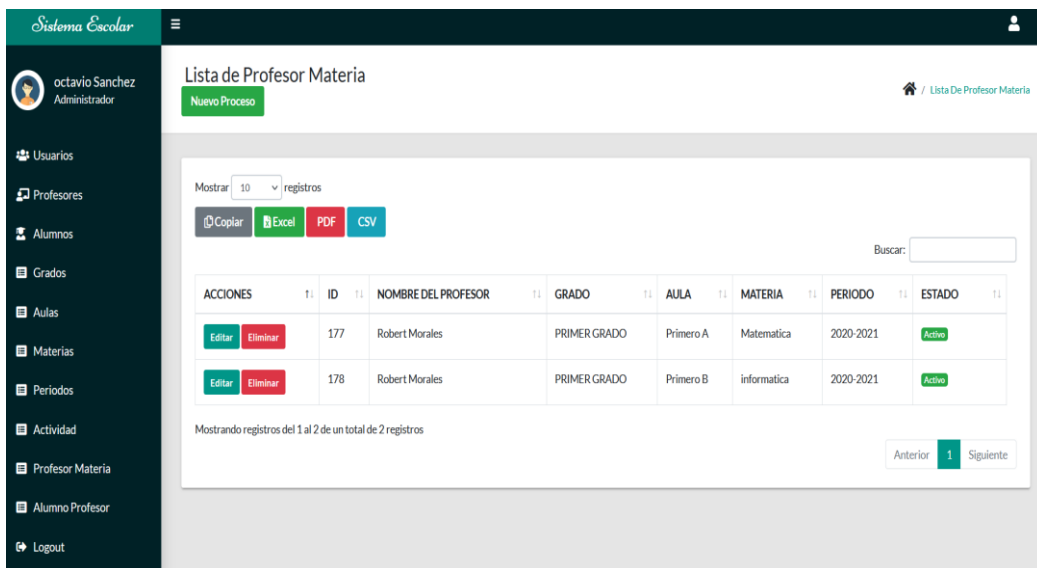 Sistema Escolar
octavio Sanchez
Administrador
Usuarios
Profesores
Alumnos
Grados
Aulas
Materias
Periodos
Actividad
Profesor Materia
Alumno Profesor
Logout
Lista de Profesor Materia
Nuevo Proceso
/ Lista De Profesor Materia
Mostrar 10 registros
Copiar Excel PDF CSV
Buscar:
ACCIONES ID NOMBRE DEL PROFESOR GRADO AULA MATERIA PERIODO ESTADO
Editar Eliminar 177 Robert Morales PRIMER GRADO Primero A Matematica 2020-2021 Activo
Editar Eliminar 178 Robert Morales PRIMER GRADO Primero B informatica 2020-2021 Activo
Mostrando registros del 1 al 2 de un total de 2 registros
Anterior 1 Siguiente